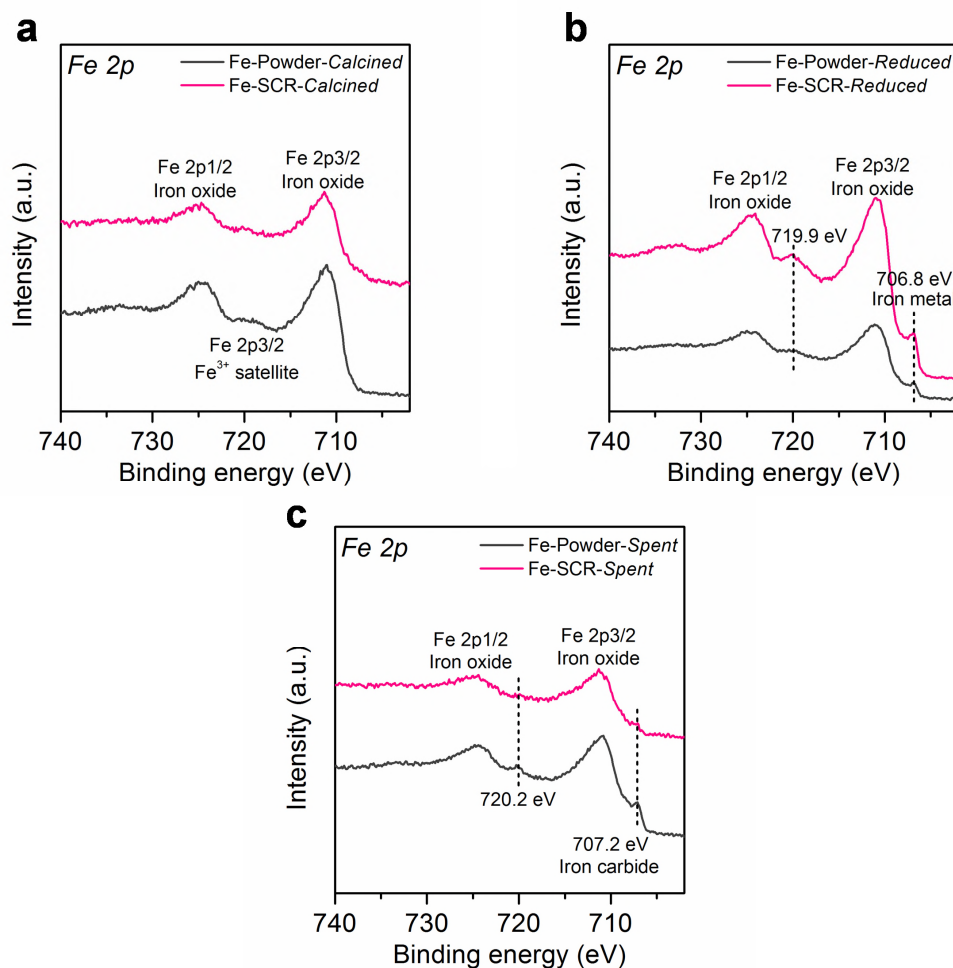 a
Fe 2p
Fe-Powder-Calcined
Fe-SCR-Calcined
Fe 2p1/2
Iron oxide
Fe 2p3/2
Iron oxide
Fe 2p3/2
Fe³⁺ satellite
Intensity (a.u.)
740 730 720 710
Binding energy (eV)
b
Fe 2p
Fe-Powder-Reduced
Fe-SCR-Reduced
Fe 2p1/2
Iron oxide
Fe 2p3/2
Iron oxide
719.9 eV
706.8 eV
Iron metal
Intensity (a.u.)
740 730 720 710
Binding energy (eV)
c
Fe 2p
Fe-Powder-Spent
Fe-SCR-Spent
Fe 2p1/2
Iron oxide
Fe 2p3/2
Iron oxide
720.2 eV
707.2 eV
Iron carbide
Intensity (a.u.)
740 730 720 710
Binding energy (eV)